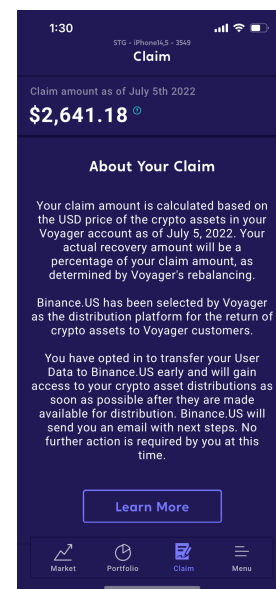 1:30
STG - iPhone14,5 - 3549
Claim
Claim amount as of July 5th 2022
$2,641.18 ?
About Your Claim
Your claim amount is calculated based on
the USD price of the crypto assets in your
Voyager account as of July 5, 2022. Your
actual recovery amount will be a
percentage of your claim amount, as
determined by Voyager's rebalancing.
Binance.US has been selected by Voyager
as the distribution platform for the return of
crypto assets to Voyager customers.
You have opted in to transfer your User
Data to Binance.US early and will gain
access to your crypto asset distributions as
soon as possible after they are made
available for distribution. Binance.US will
send you an email with next steps. No
further action is required by you at this
time.
Learn More
Market Portfolio Claim Menu